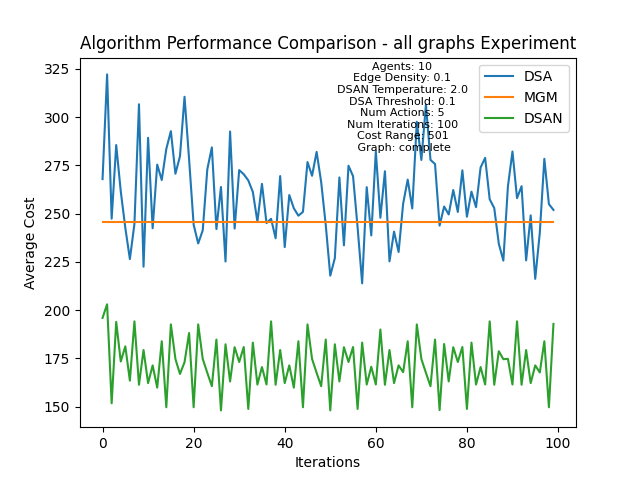 Algorithm Performance Comparison - all graphs Experiment
Agents: 10
Edge Density: 0.1
DSAN Temperature: 2.0
DSA Threshold: 0.1
Num Actions: 5
Num Iterations: 100
Cost Range: 501
Graph: complete
DSA
MGM
DSAN
Average Cost
325
300
275
250
225
200
175
150
0
20
40
60
80
100
Iterations